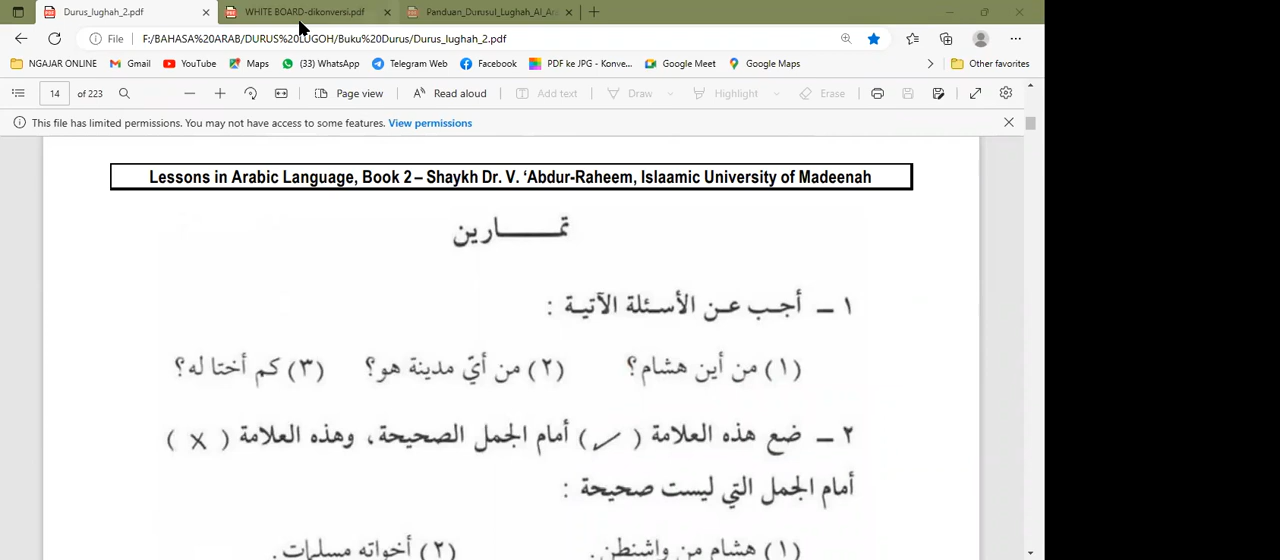 Durus_lughah_2.pdf
WHITE BOARD-dikonversi.pdf
Panduan_Durusul_Lughah_Al_Ar
File F:/BAHASA%20ARAB/DURUS%20LUGOH/Buku%20Durus/Durus_lughah_2.pdf
NGAJAR ONLINE Gmail YouTube Maps (33) WhatsApp Telegram Web Facebook PDF ke JPG - Konve... Google Meet Google Maps Other favorites
14 of 223 Page view Read aloud Add text Draw Highlight Erase
This file has limited permissions. You may not have access to some features. View permissions
Lessons in Arabic Language, Book 2 – Shaykh Dr. V. ‘Abdur-Raheem, Islaamic University of Madeenah
تمـــــارين
١ – أجب عن الأسئلة الآتية :
(١) من أين هشام؟ (٢) من أيّ مدينة هو؟ (٣) كم أختا له؟
٢ – ضع هذه العلامة (✓) أمام الجمل الصحيحة، وهذه العلامة (X)
أمام الجمل التي ليست صحيحة :
(١) هشام من واشنطن. (٢) أخواته مسلمات.